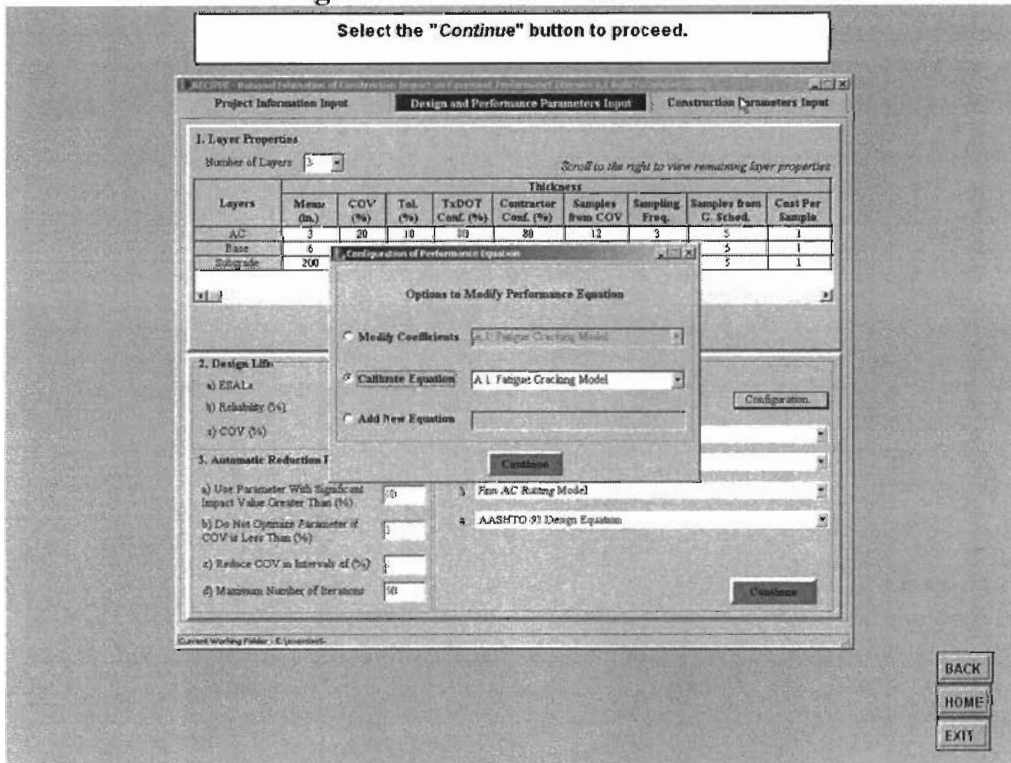 Select the "Continue" button to proceed.
Project Information Input Design and Performance Parameters Input Construction Parameters Input
1. Layer Properties
Number of Layers 3
Scroll to the right to view remaining layer properties
Thickness
Layers Mean (in.) COV (%) Tol. (%) TxDOT Conf. (%) Contractor Conf. (%) Samples from COV Sampling Freq. Samples from G. Sched. Cost Per Sample
AC 3 20 10 80 80 12 3 5 1
Base 6 5 1
Subgrade 200 5 1
Configuration of Performance Equation
Options to Modify Performance Equation
Modify Coefficients A.I. Fatigue Cracking Model
Calibrate Equation A.I. Fatigue Cracking Model
Add New Equation
Continue
2. Design Life
a) ESALs
b) Reliability (%)
c) COV (%)
Configuration
3. Automatic Reduction
a) Use Parameter With Significant
Impact Value Greater Than (%)
b) Do Not Optimize Parameter if
COV is Less Than (%)
c) Reduce COV in Intervals of (%)
d) Maximum Number of Iterations
3 AC Rutting Model
4 AASHTO 93 Design Equation
Continue
Current Working Folder -
BACK
HOME
EXIT